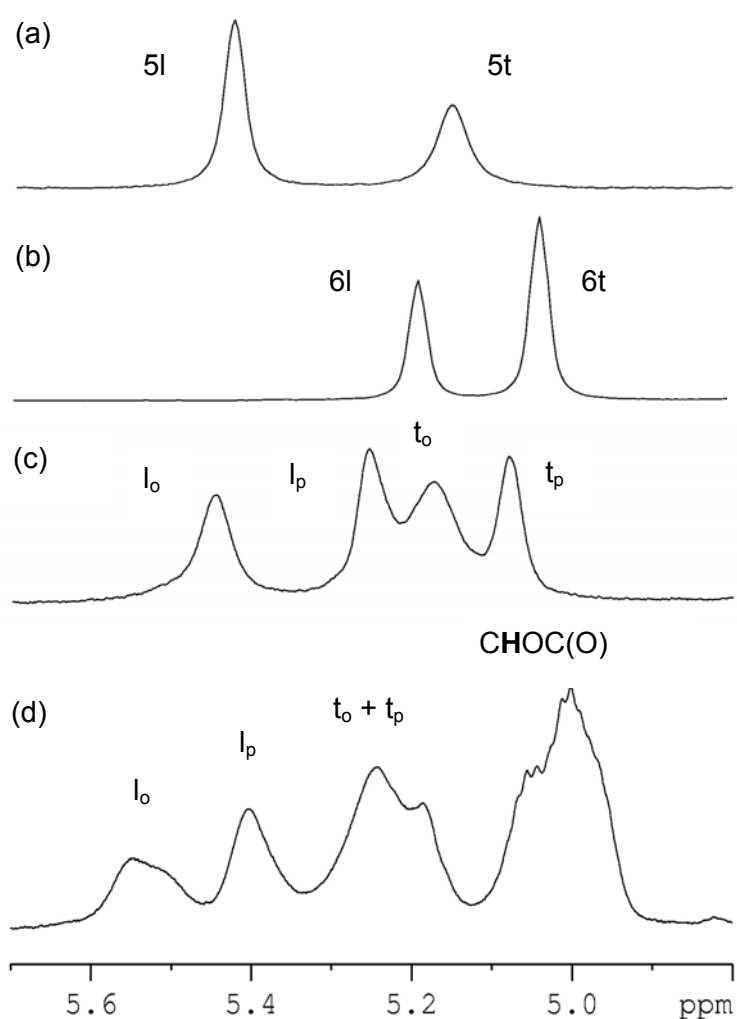 (a)
5l 5t
(b)
6l 6t
(c)
lₒ lₚ tₒ tₚ
CHOC(O)
(d)
lₒ lₚ tₒ + tₚ
5.6 5.4 5.2 5.0 ppm